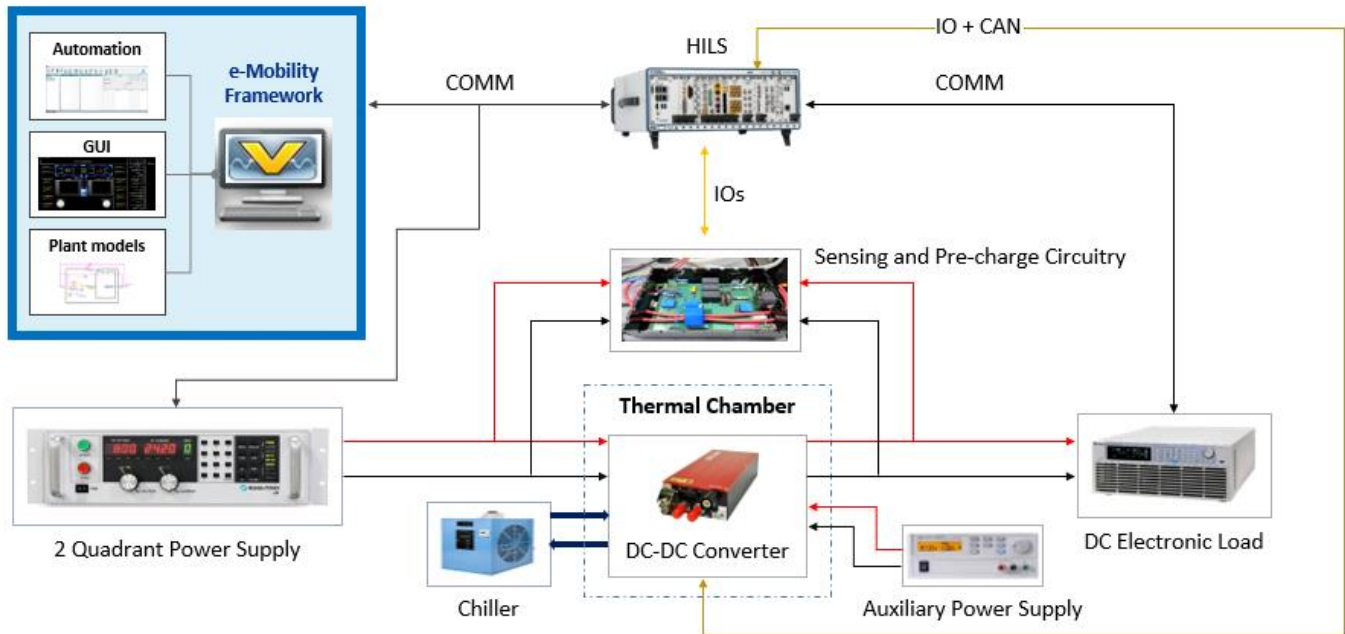 Automation
e-Mobility
Framework
GUI
Plant models
COMM
HILS
IO + CAN
COMM
IOs
Sensing and Pre-charge Circuitry
Thermal Chamber
2 Quadrant Power Supply
DC-DC Converter
DC Electronic Load
Chiller
Auxiliary Power Supply